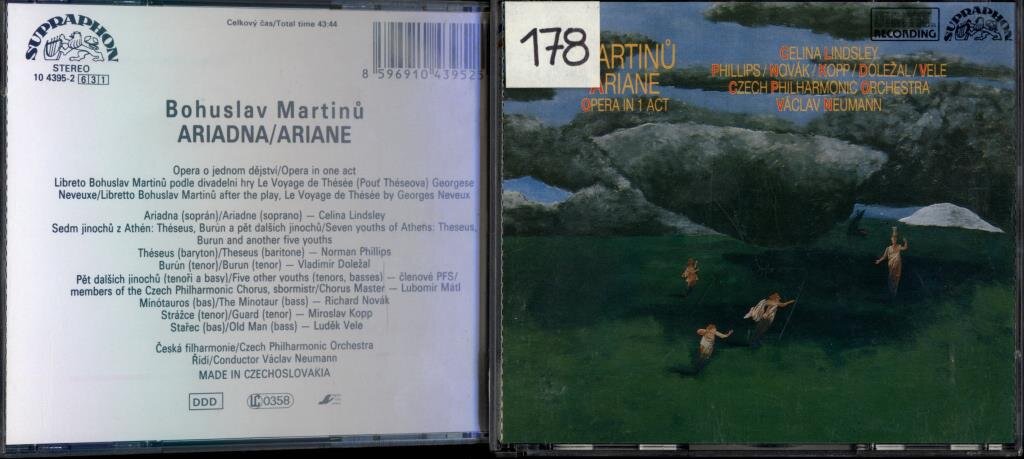 SUPRAPHON
STEREO
10 4395-2 631
Celkový čas/Total time 43:44
8 596910 439525
Bohuslav Martinů
ARIADNA/ARIANE
Opera o jednom dějství/Opera in one act
Libreto Bohuslav Martinů podle divadelní hry Le Voyage de Thésée (Pouť Théseova) Georgese
Neveuxe/Libretto Bohuslav Martinů after the play, Le Voyage de Thésée by Georges Neveux
Ariadna (soprán)/Ariadne (soprano) — Celina Lindsley
Sedm jinochů z Athén: Théseus, Burún a pět dalších jinochů/Seven youths of Athens: Theseus,
Burun and another five youths
Théseus (baryton)/Theseus (baritone) — Norman Phillips
Burún (tenor)/Burun (tenor) — Vladimír Doležal
Pět dalších jinochů (tenoři a basy)/Five other youths (tenors, basses) — členové PFS/
members of the Czech Philharmonic Chorus, sbormistr/Chorus Master — Lubomír Mátl
Minótauros (bas)/The Minotaur (bass) — Richard Novák
Strážce (tenor)/Guard (tenor) — Miroslav Kopp
Stařec (bas)/Old Man (bass) — Luděk Vele
Česká filharmonie/Czech Philharmonic Orchestra
Řídí/Conductor Václav Neumann
MADE IN CZECHOSLOVAKIA
DDD LC 0358
178
ARTINŮ
ARIANE
OPERA IN 1 ACT
CELINA LINDSLEY
PHILLIPS/NOVÁK/KOPP/DOLEŽAL/VELE
CZECH PHILHARMONIC ORCHESTRA
VÁCLAV NEUMANN
RECORDING
SUPRAPHON